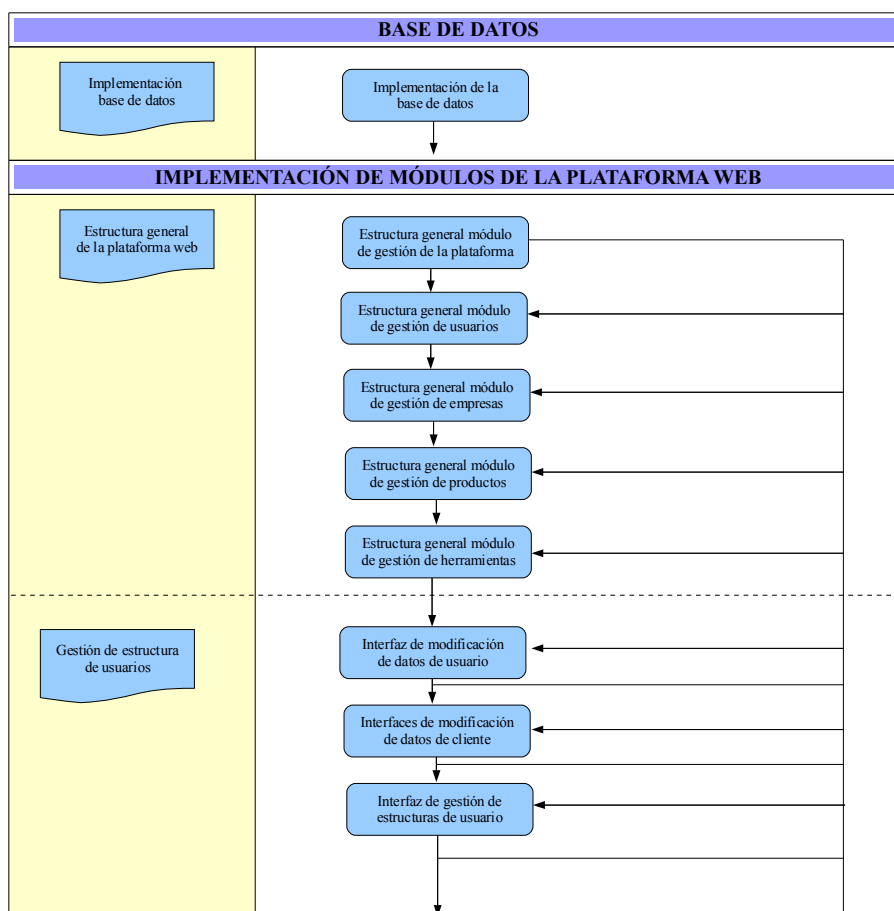 BASE DE DATOS
Implementación
base de datos
Implementación de la
base de datos
IMPLEMENTACIÓN DE MÓDULOS DE LA PLATAFORMA WEB
Estructura general
de la plataforma web
Estructura general módulo
de gestión de la plataforma
Estructura general módulo
de gestión de usuarios
Estructura general módulo
de gestión de empresas
Estructura general módulo
de gestión de productos
Estructura general módulo
de gestión de herramientas
Gestión de estructura
de usuarios
Interfaz de modificación
de datos de usuario
Interfaces de modificación
de datos de cliente
Interfaz de gestión de
estructuras de usuario